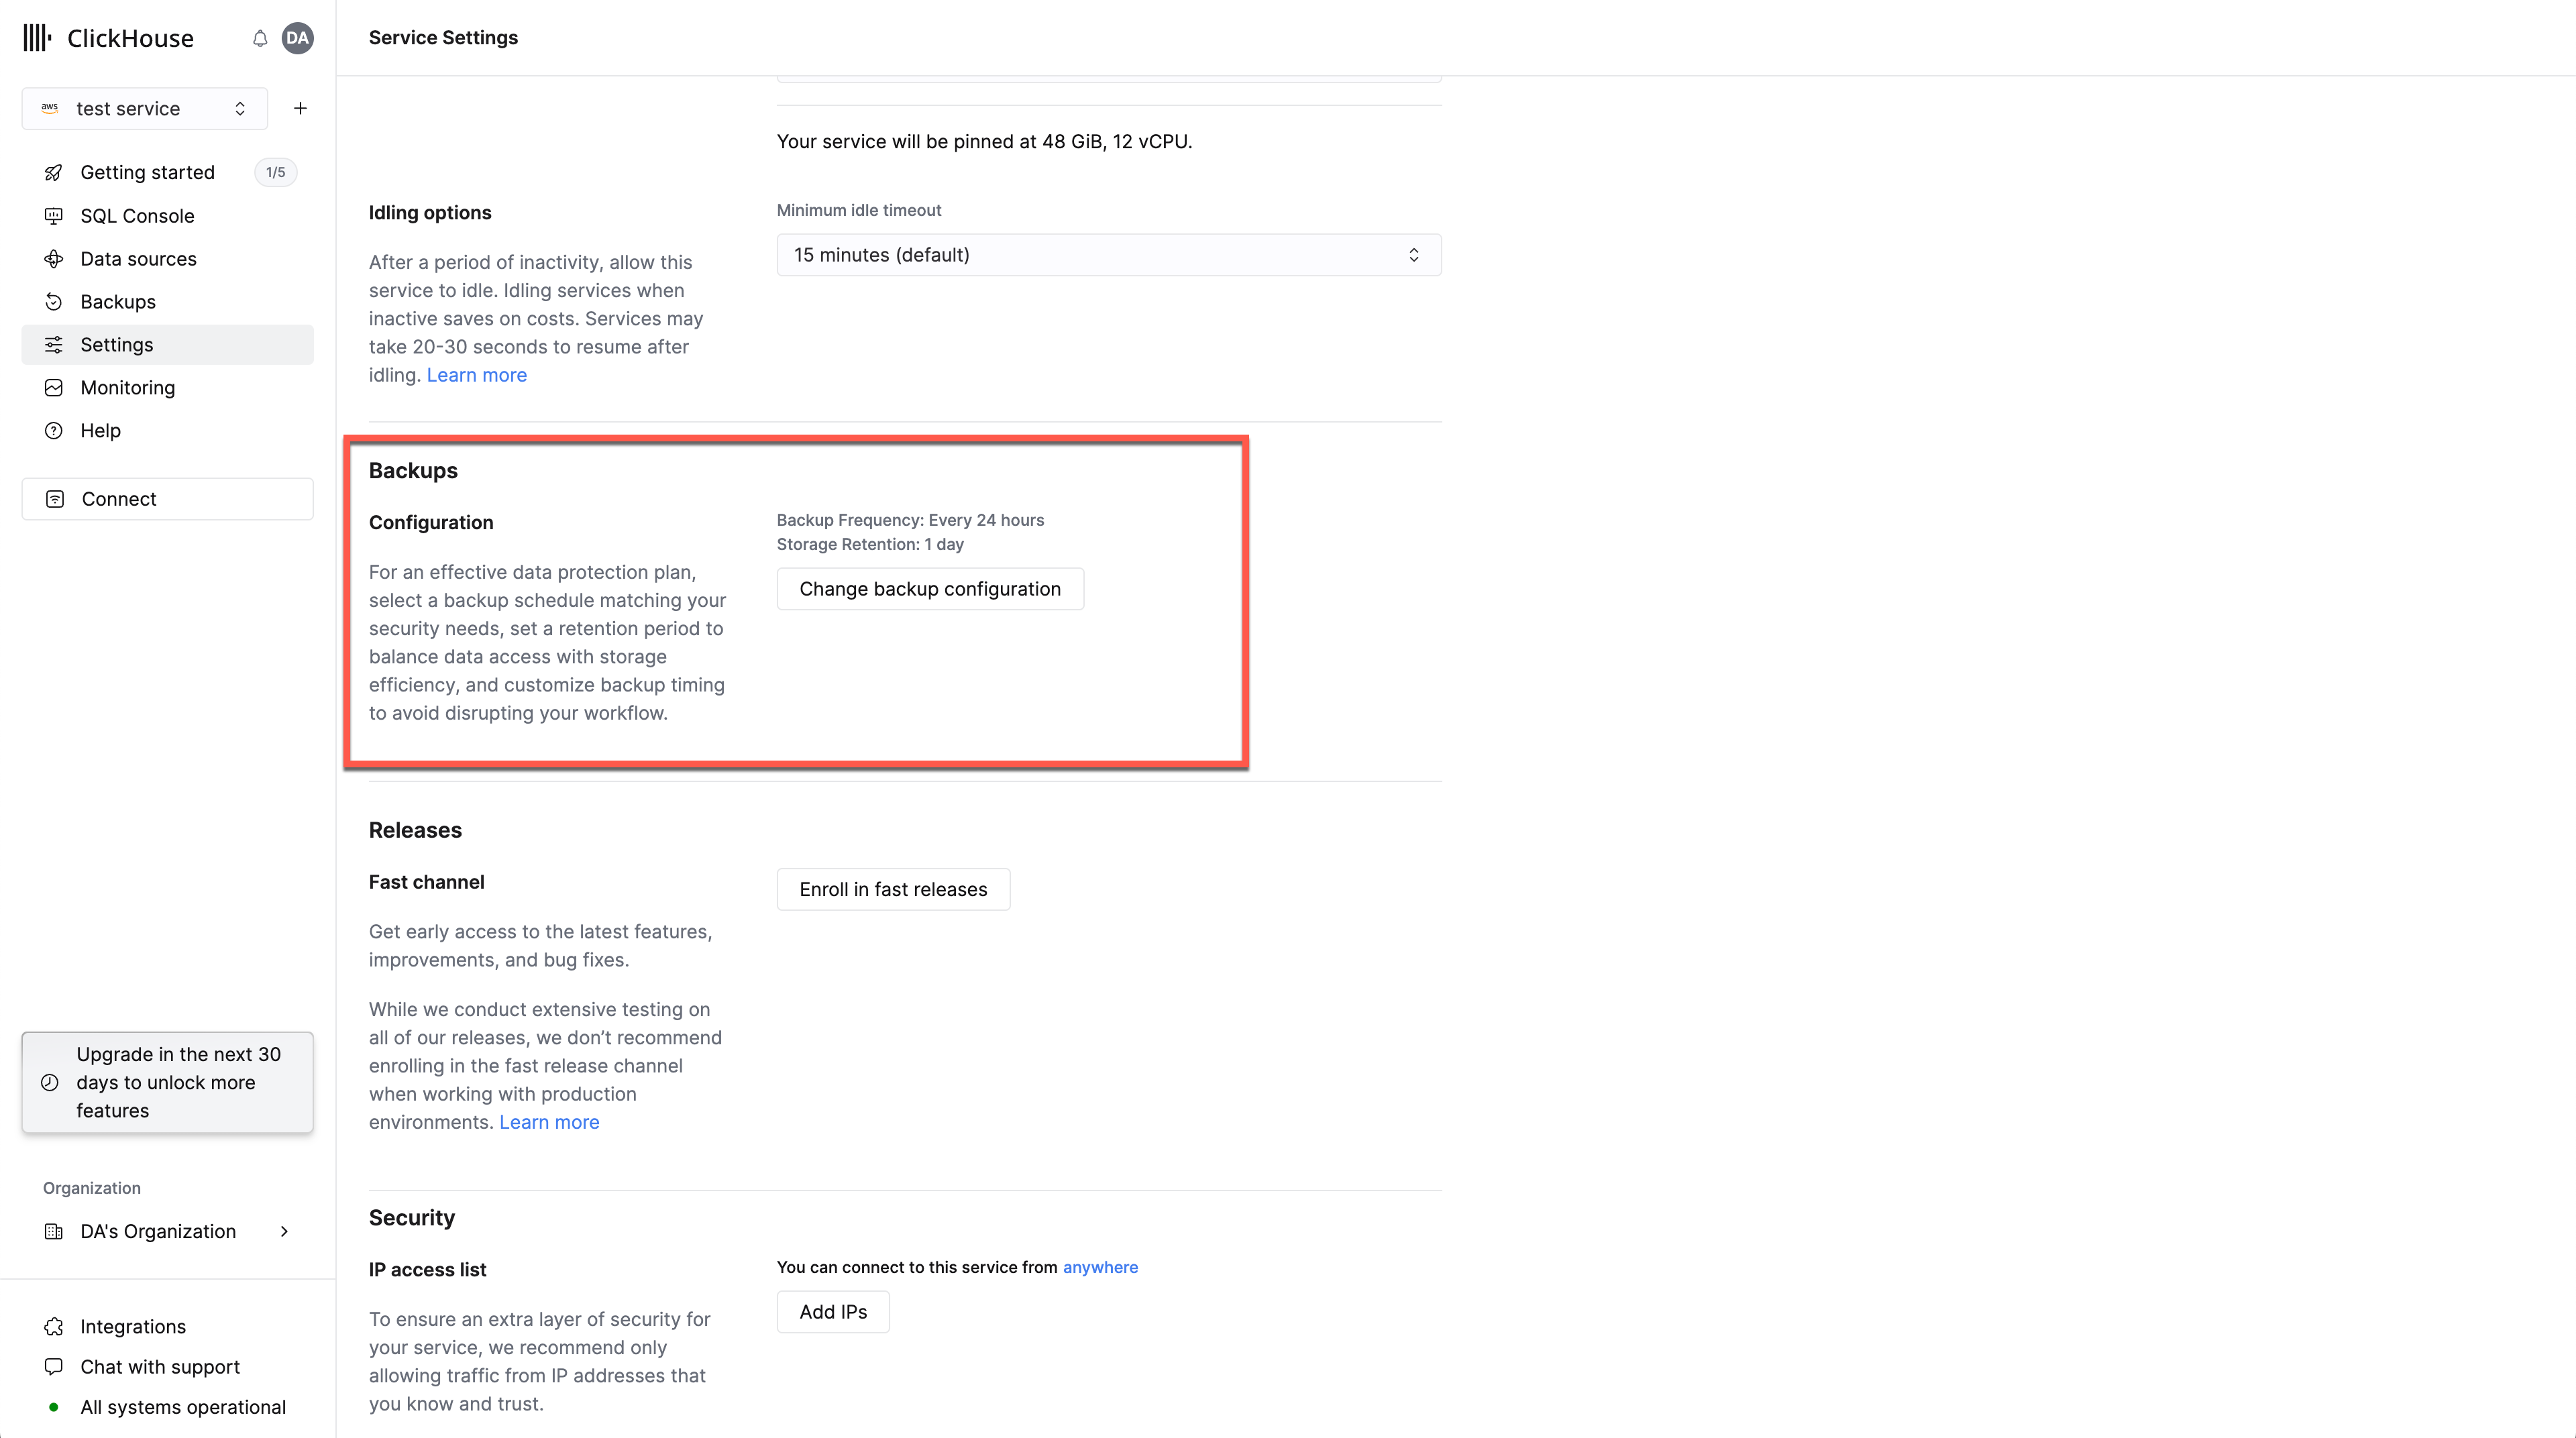 ClickHouse
DA
aws
test service
Getting started
1/5
SQL Console
Data sources
Backups
Settings
Monitoring
Help
Connect
Upgrade in the next 30
days to unlock more
features
Organization
DA's Organization
Integrations
Chat with support
All systems operational
Service Settings
Your service will be pinned at 48 GiB, 12 vCPU.
Idling options
After a period of inactivity, allow this
service to idle. Idling services when
inactive saves on costs. Services may
take 20-30 seconds to resume after
idling. Learn more
Minimum idle timeout
15 minutes (default)
Backups
Configuration
For an effective data protection plan,
select a backup schedule matching your
security needs, set a retention period to
balance data access with storage
efficiency, and customize backup timing
to avoid disrupting your workflow.
Backup Frequency: Every 24 hours
Storage Retention: 1 day
Change backup configuration
Releases
Fast channel
Get early access to the latest features,
improvements, and bug fixes.
While we conduct extensive testing on
all of our releases, we don’t recommend
enrolling in the fast release channel
when working with production
environments. Learn more
Enroll in fast releases
Security
IP access list
To ensure an extra layer of security for
your service, we recommend only
allowing traffic from IP addresses that
you know and trust.
You can connect to this service from anywhere
Add IPs